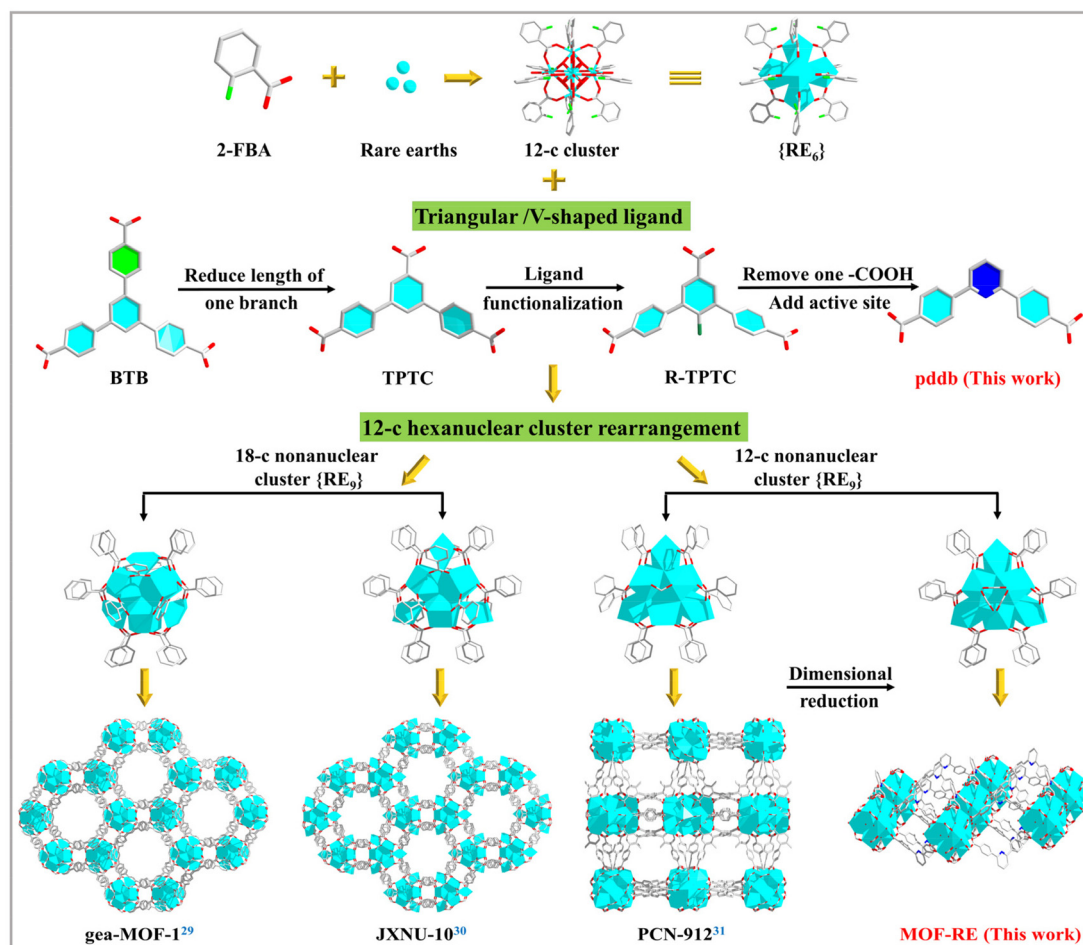 2-FBA
Rare earths
12-c cluster
{RE₆}
Triangular /V-shaped ligand
Reduce length of
one branch
Ligand
functionalization
Remove one -COOH
Add active site
BTB
TPTC
R-TPTC
pddb (This work)
12-c hexanuclear cluster rearrangement
18-c nonanuclear
cluster {RE₉}
12-c nonanuclear
cluster {RE₉}
Dimensional
reduction
gea-MOF-1²⁹
JXNU-10³⁰
PCN-912³¹
MOF-RE (This work)